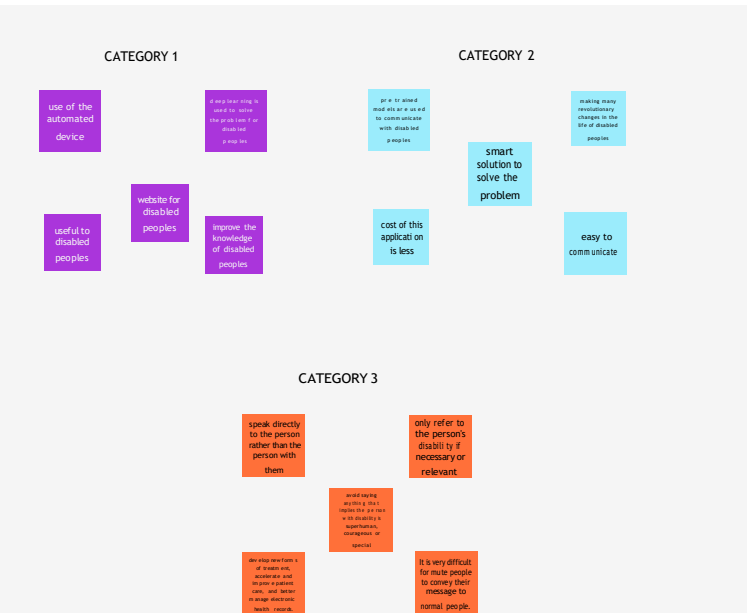 CATEGORY 1
use of the
automated
device
deep learning is
used to solve
the problem for
disabled
peoples
website for
disabled
peoples
useful to
disabled
peoples
improve the
knowledge
of disabled
peoples
CATEGORY 2
pre trained
models are used
to communicate
with disabled
peoples
making many
revolutionary
changes in the
life of disabled
peoples
smart
solution to
solve the
problem
cost of this
application
is less
easy to
communicate
CATEGORY 3
speak directly
to the person
rather than the
person with
them
only refer to
the person's
disability if
necessary or
relevant
avoid saying
anything that
implies the person
with disability is
superhuman,
courageous or
special
develop new forms
of treatment,
accelerate and
improve patient
care, and better
manage electronic
health records.
It is very difficult
for mute people
to convey their
message to
normal people.